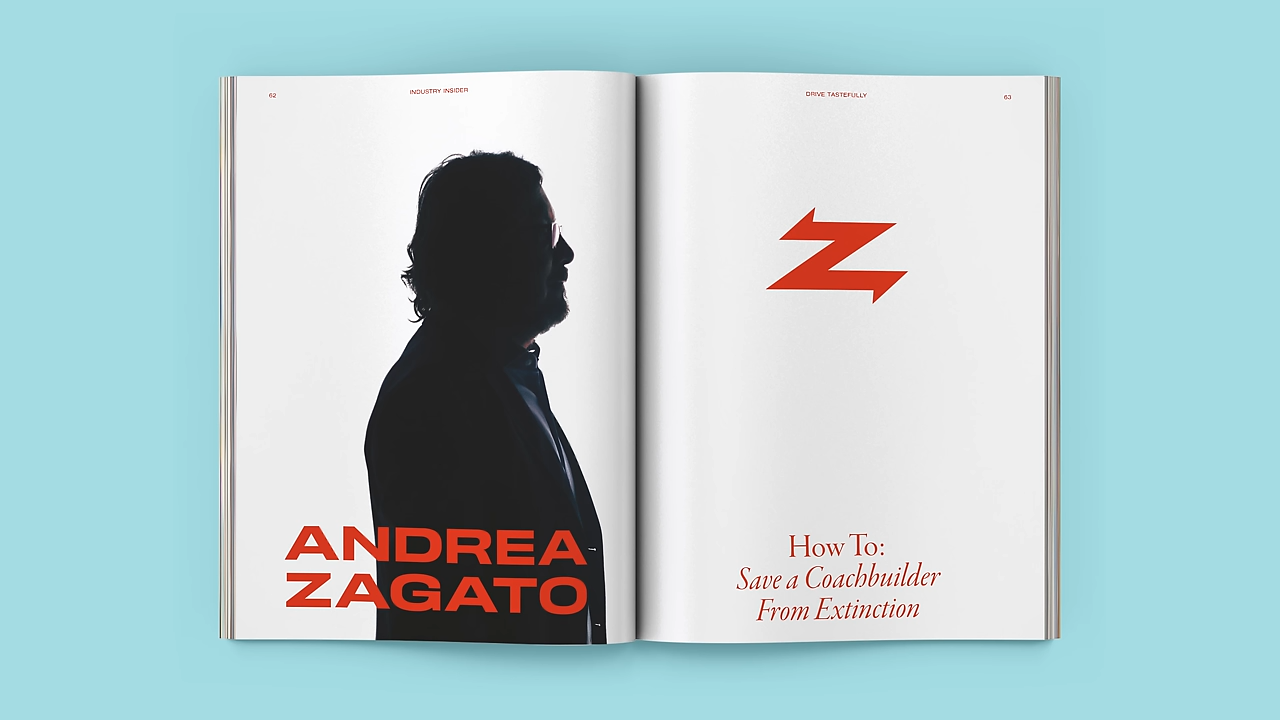 62
INDUSTRY INSIDER
ANDREA
ZAGATO
DRIVE TASTEFULLY
63
Z
How To:
Save a Coachbuilder
From Extinction